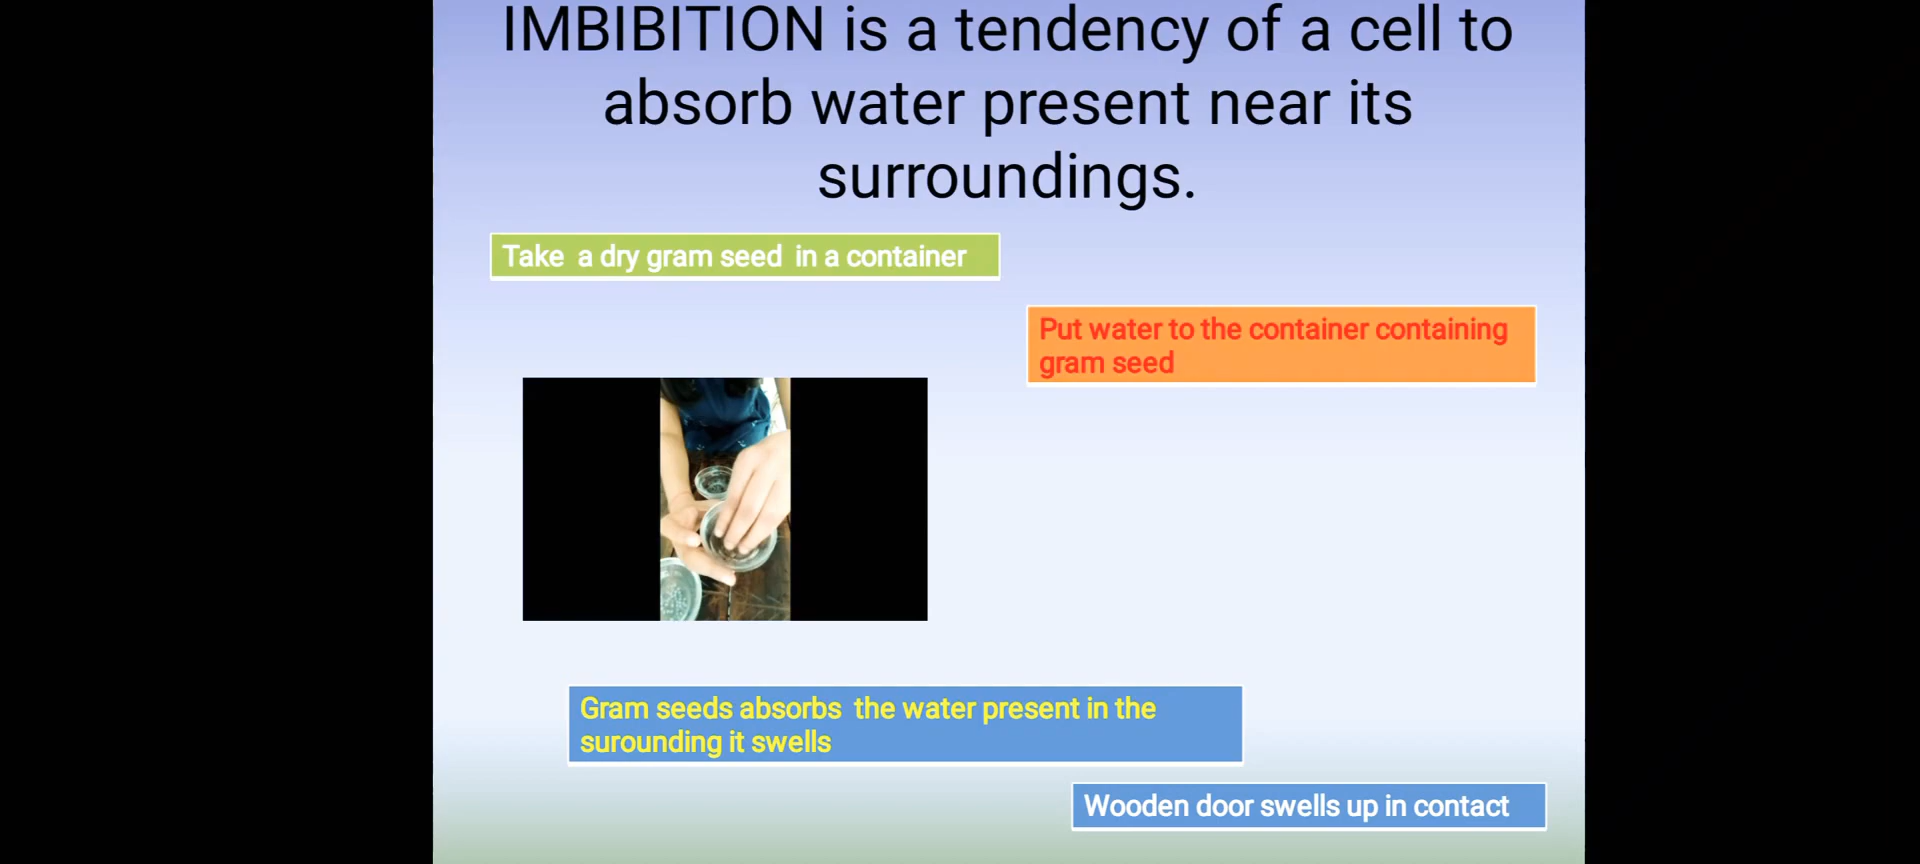 IMBIBITION is a tendency of a cell to
absorb water present near its
surroundings.
Take a dry gram seed in a container
Put water to the container containing
gram seed
Gram seeds absorbs the water present in the
surounding it swells
Wooden door swells up in contact